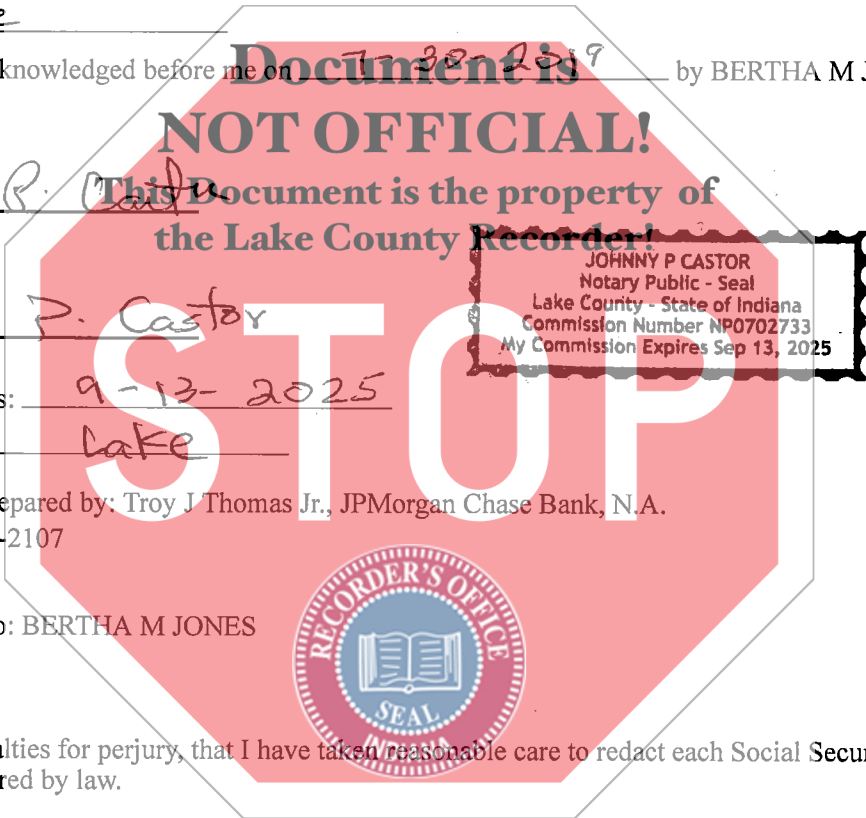 Document is
knowledged before me on 7-30-2019 by BERTHA M J
NOT OFFICIAL!
P. Castor
This Document is the property of
the Lake County Recorder!
JOHNNY P CASTOR
Notary Public - Seal
Lake County - State of Indiana
Commission Number NP0702733
My Commission Expires Sep 13, 2025
P. Castor
s: 9-13-2025
Lake
STOP
epared by: Troy J Thomas Jr., JPMorgan Chase Bank, N.A.
-2107
RECORDER'S OFFICE
o: BERTHA M JONES
SEAL
INDIANA
lties for perjury, that I have taken reasonable care to redact each Social Secur
red by law.